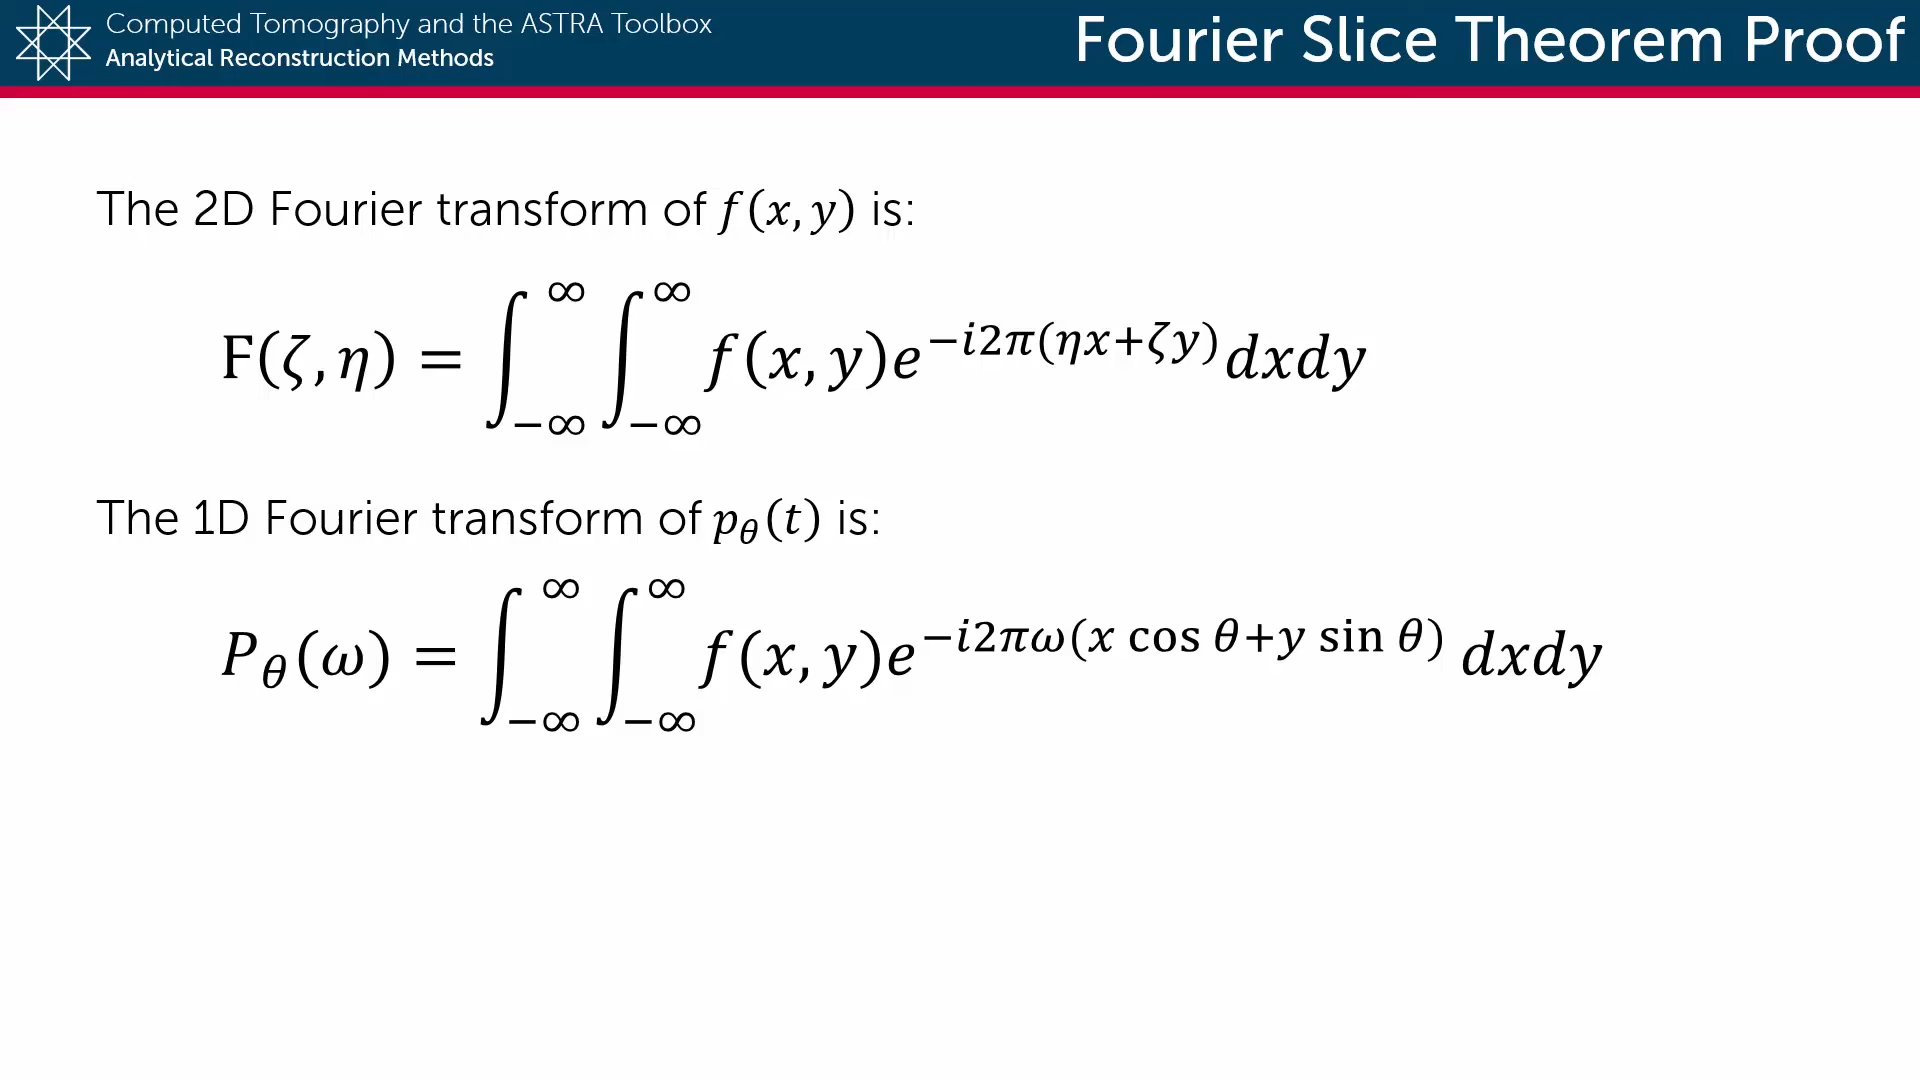 Computed Tomography and the ASTRA Toolbox
Analytical Reconstruction Methods
Fourier Slice Theorem Proof
The 2D Fourier transform of f(x, y) is:
F(ζ, η) = ∫_{−∞}^{∞} ∫_{−∞}^{∞} f(x, y)e^{−i2π(ηx+ζy)} dxdy
The 1D Fourier transform of p_θ(t) is:
P_θ(ω) = ∫_{−∞}^{∞} ∫_{−∞}^{∞} f(x, y)e^{−i2πω(x cos θ+y sin θ)} dxdy